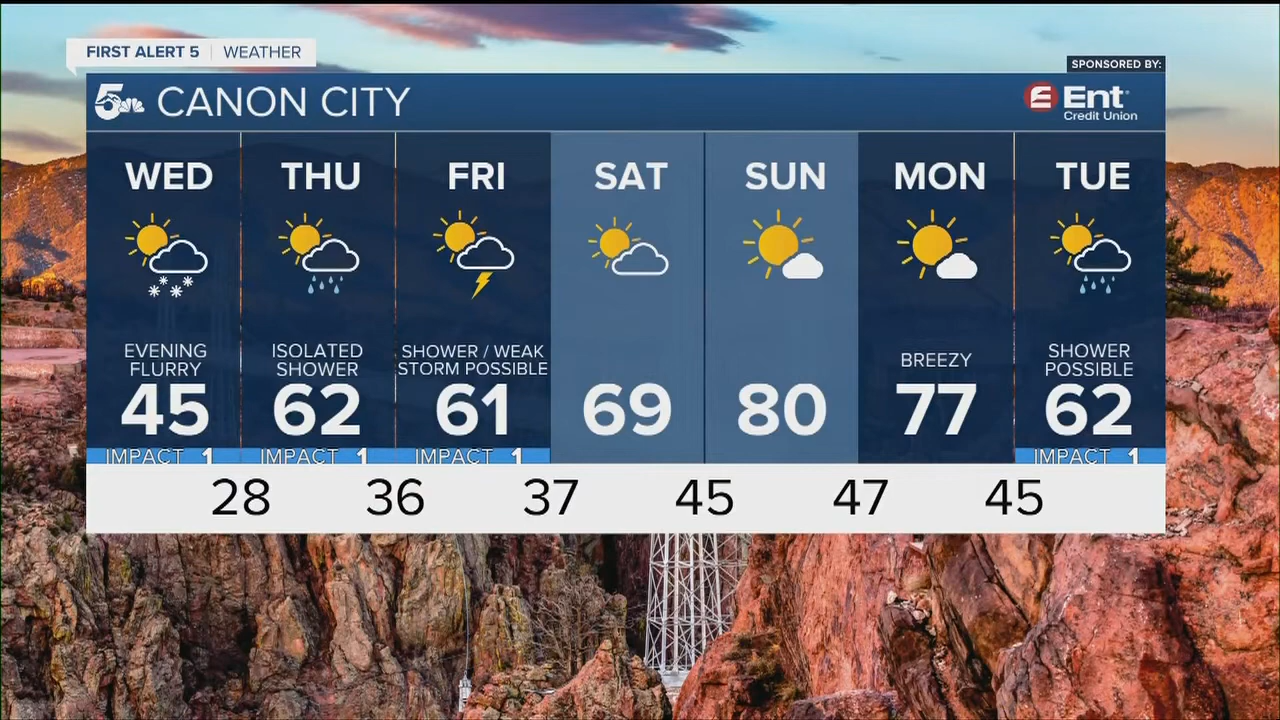 FIRST ALERT 5 | WEATHER
SPONSORED BY:
5 CANON CITY
Ent
Credit Union
WED THU FRI SAT SUN MON TUE
EVENING FLURRY
ISOLATED SHOWER
SHOWER / WEAK STORM POSSIBLE
BREEZY
SHOWER POSSIBLE
45 62 61 69 80 77 62
IMPACT 1 IMPACT 1 IMPACT 1 IMPACT 1
28 36 37 45 47 45